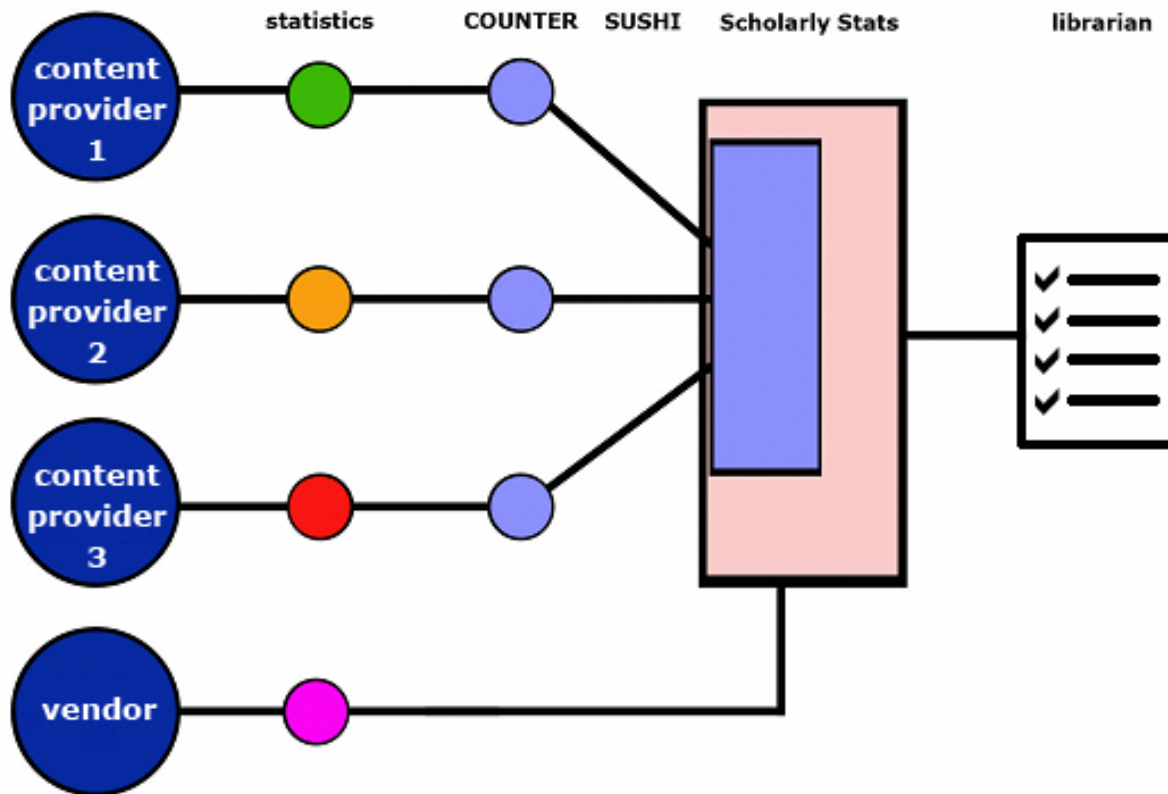 statistics COUNTER SUSHI Scholarly Stats librarian
content
provider
1
content
provider
2
content
provider
3
vendor